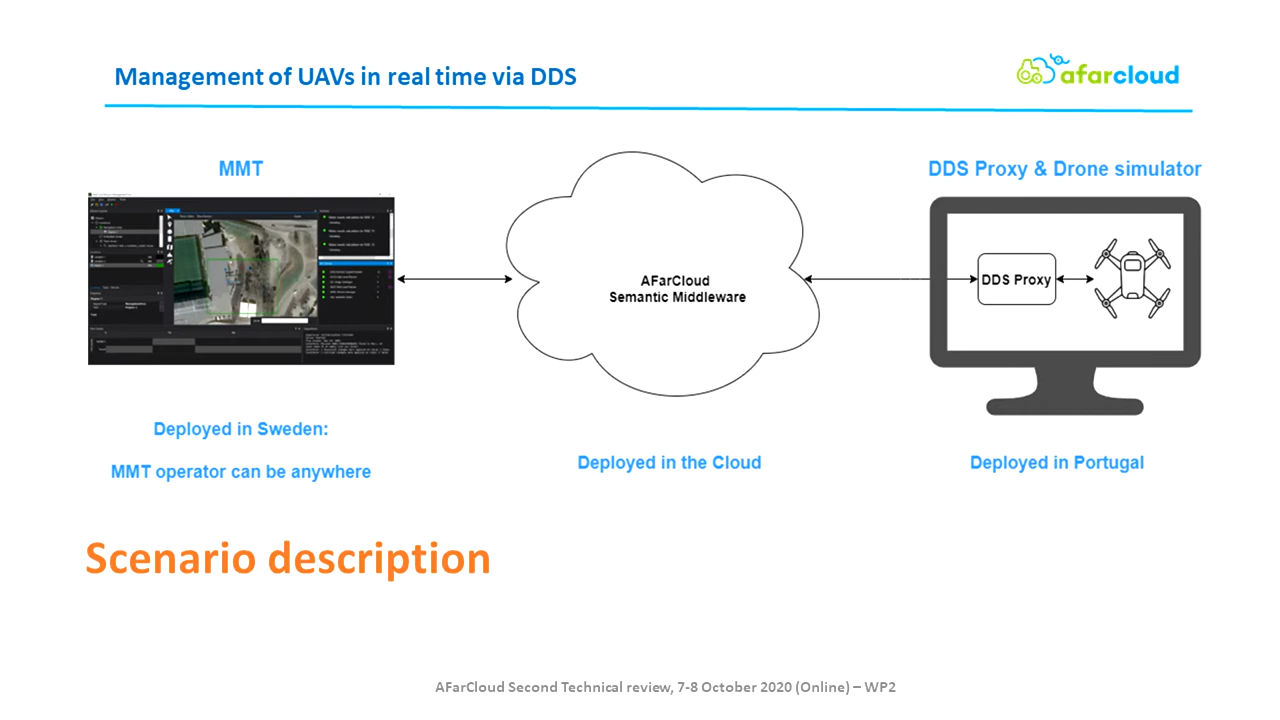 Management of UAVs in real time via DDS
afarcloud
MMT
DDS Proxy & Drone simulator
AFarCloud
Semantic Middleware
DDS Proxy
Deployed in Sweden:
MMT operator can be anywhere
Deployed in the Cloud
Deployed in Portugal
Scenario description
AFarCloud Second Technical review, 7-8 October 2020 (Online) – WP2